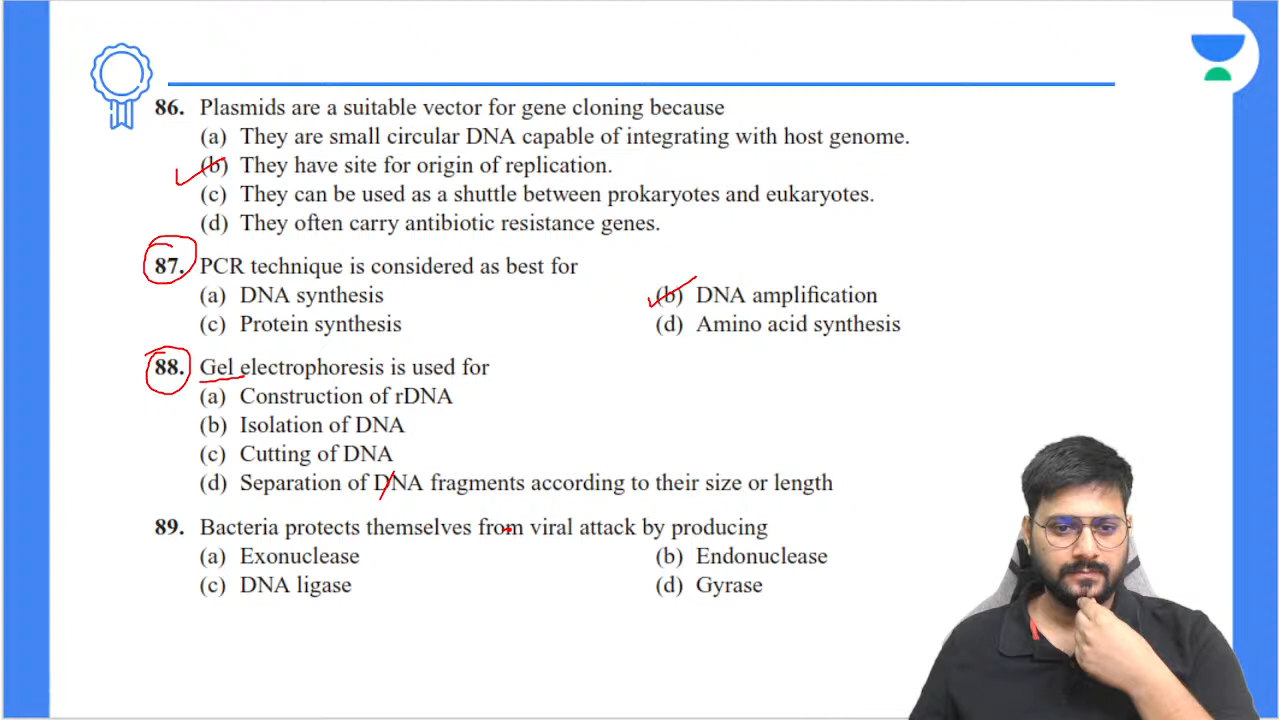 86. Plasmids are a suitable vector for gene cloning because
(a) They are small circular DNA capable of integrating with host genome.
(b) They have site for origin of replication.
(c) They can be used as a shuttle between prokaryotes and eukaryotes.
(d) They often carry antibiotic resistance genes.
87. PCR technique is considered as best for
(a) DNA synthesis (b) DNA amplification
(c) Protein synthesis (d) Amino acid synthesis
88. Gel electrophoresis is used for
(a) Construction of rDNA
(b) Isolation of DNA
(c) Cutting of DNA
(d) Separation of DNA fragments according to their size or length
89. Bacteria protects themselves from viral attack by producing
(a) Exonuclease (b) Endonuclease
(c) DNA ligase (d) Gyrase